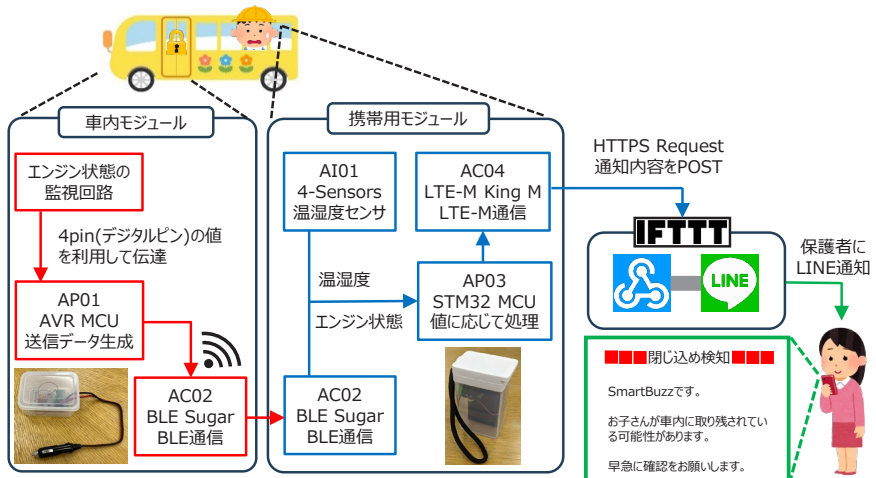 車内モジュール
エンジン状態の
監視回路
4pin(デジタルピン)の値
を利用して伝達
AP01
AVR MCU
送信データ生成
AC02
BLE Sugar
BLE通信
携帯用モジュール
AI01
4-Sensors
温湿度センサ
AC04
LTE-M King M
LTE-M通信
温湿度
エンジン状態
AP03
STM32 MCU
値に応じて処理
AC02
BLE Sugar
BLE通信
HTTPS Request
通知内容をPOST
IFTTT
LINE
保護者に
LINE通知
■■■閉じ込め検知■■■
SmartBuzzです。
お子さんが車内に取り残されてい
る可能性があります。
早急に確認をお願いします。